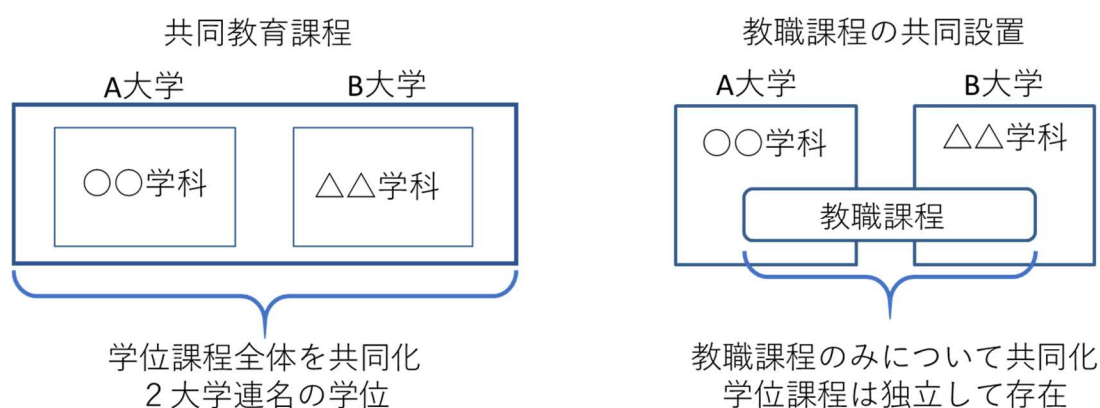 共同教育課程
A大学
B大学
○○学科
△△学科
学位課程全体を共同化
2大学連名の学位
教職課程の共同設置
A大学
B大学
○○学科
△△学科
教職課程
教職課程のみについて共同化
学位課程は独立して存在